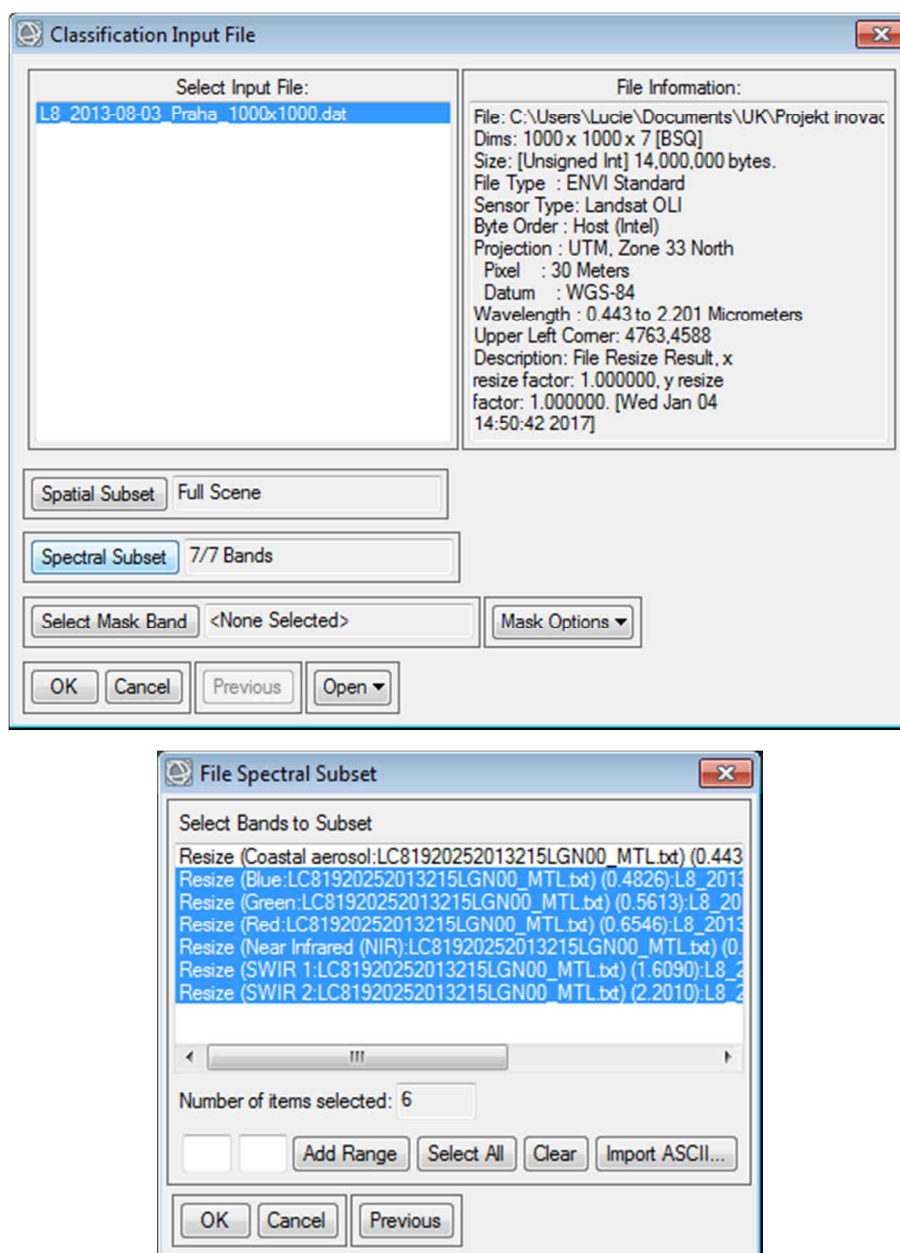 Classification Input File
Select Input File:
L8_2013-08-03_Praha_1000x1000.dat
File Information:
File: C:\Users\Lucie\Documents\UK\Projekt inovac
Dims: 1000 x 1000 x 7 [BSQ]
Size: [Unsigned Int] 14,000,000 bytes.
File Type : ENVI Standard
Sensor Type: Landsat OLI
Byte Order : Host (Intel)
Projection : UTM, Zone 33 North
Pixel : 30 Meters
Datum : WGS-84
Wavelength : 0.443 to 2.201 Micrometers
Upper Left Corner: 4763,4588
Description: File Resize Result, x
resize factor: 1.000000, y resize
factor: 1.000000. [Wed Jan 04
14:50:42 2017]
Spatial Subset Full Scene
Spectral Subset 7/7 Bands
Select Mask Band <None Selected> Mask Options
OK Cancel Previous Open
File Spectral Subset
Select Bands to Subset
Resize (Coastal aerosol:LC81920252013215LGN00_MTL.txt) (0.443
Resize (Blue:LC81920252013215LGN00_MTL.txt) (0.4826):L8_2013
Resize (Green:LC81920252013215LGN00_MTL.txt) (0.5613):L8_20
Resize (Red:LC81920252013215LGN00_MTL.txt) (0.6546):L8_2013
Resize (Near Infrared (NIR):LC81920252013215LGN00_MTL.txt) (0.
Resize (SWIR 1:LC81920252013215LGN00_MTL.txt) (1.6090):L8_2
Resize (SWIR 2:LC81920252013215LGN00_MTL.txt) (2.2010):L8_2
Number of items selected: 6
Add Range Select All Clear Import ASCII...
OK Cancel Previous